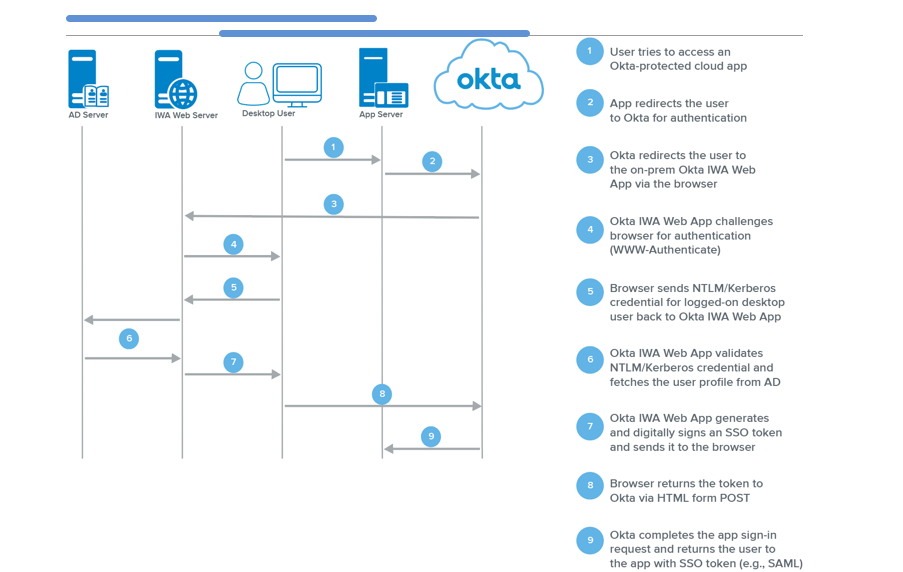 AD Server
IWA Web Server
Desktop User
App Server
okta
1
2
3
4
5
6
7
8
9
1
User tries to access an
Okta-protected cloud app
2
App redirects the user
to Okta for authentication
3
Okta redirects the user to
the on-prem Okta IWA Web
App via the browser
4
Okta IWA Web App challenges
browser for authentication
(WWW-Authenticate)
5
Browser sends NTLM/Kerberos
credential for logged-on desktop
user back to Okta IWA Web App
6
Okta IWA Web App validates
NTLM/Kerberos credential and
fetches the user profile from AD
7
Okta IWA Web App generates
and digitally signs an SSO token
and sends it to the browser
8
Browser returns the token to
Okta via HTML form POST
9
Okta completes the app sign-in
request and returns the user to
the app with SSO token (e.g., SAML)